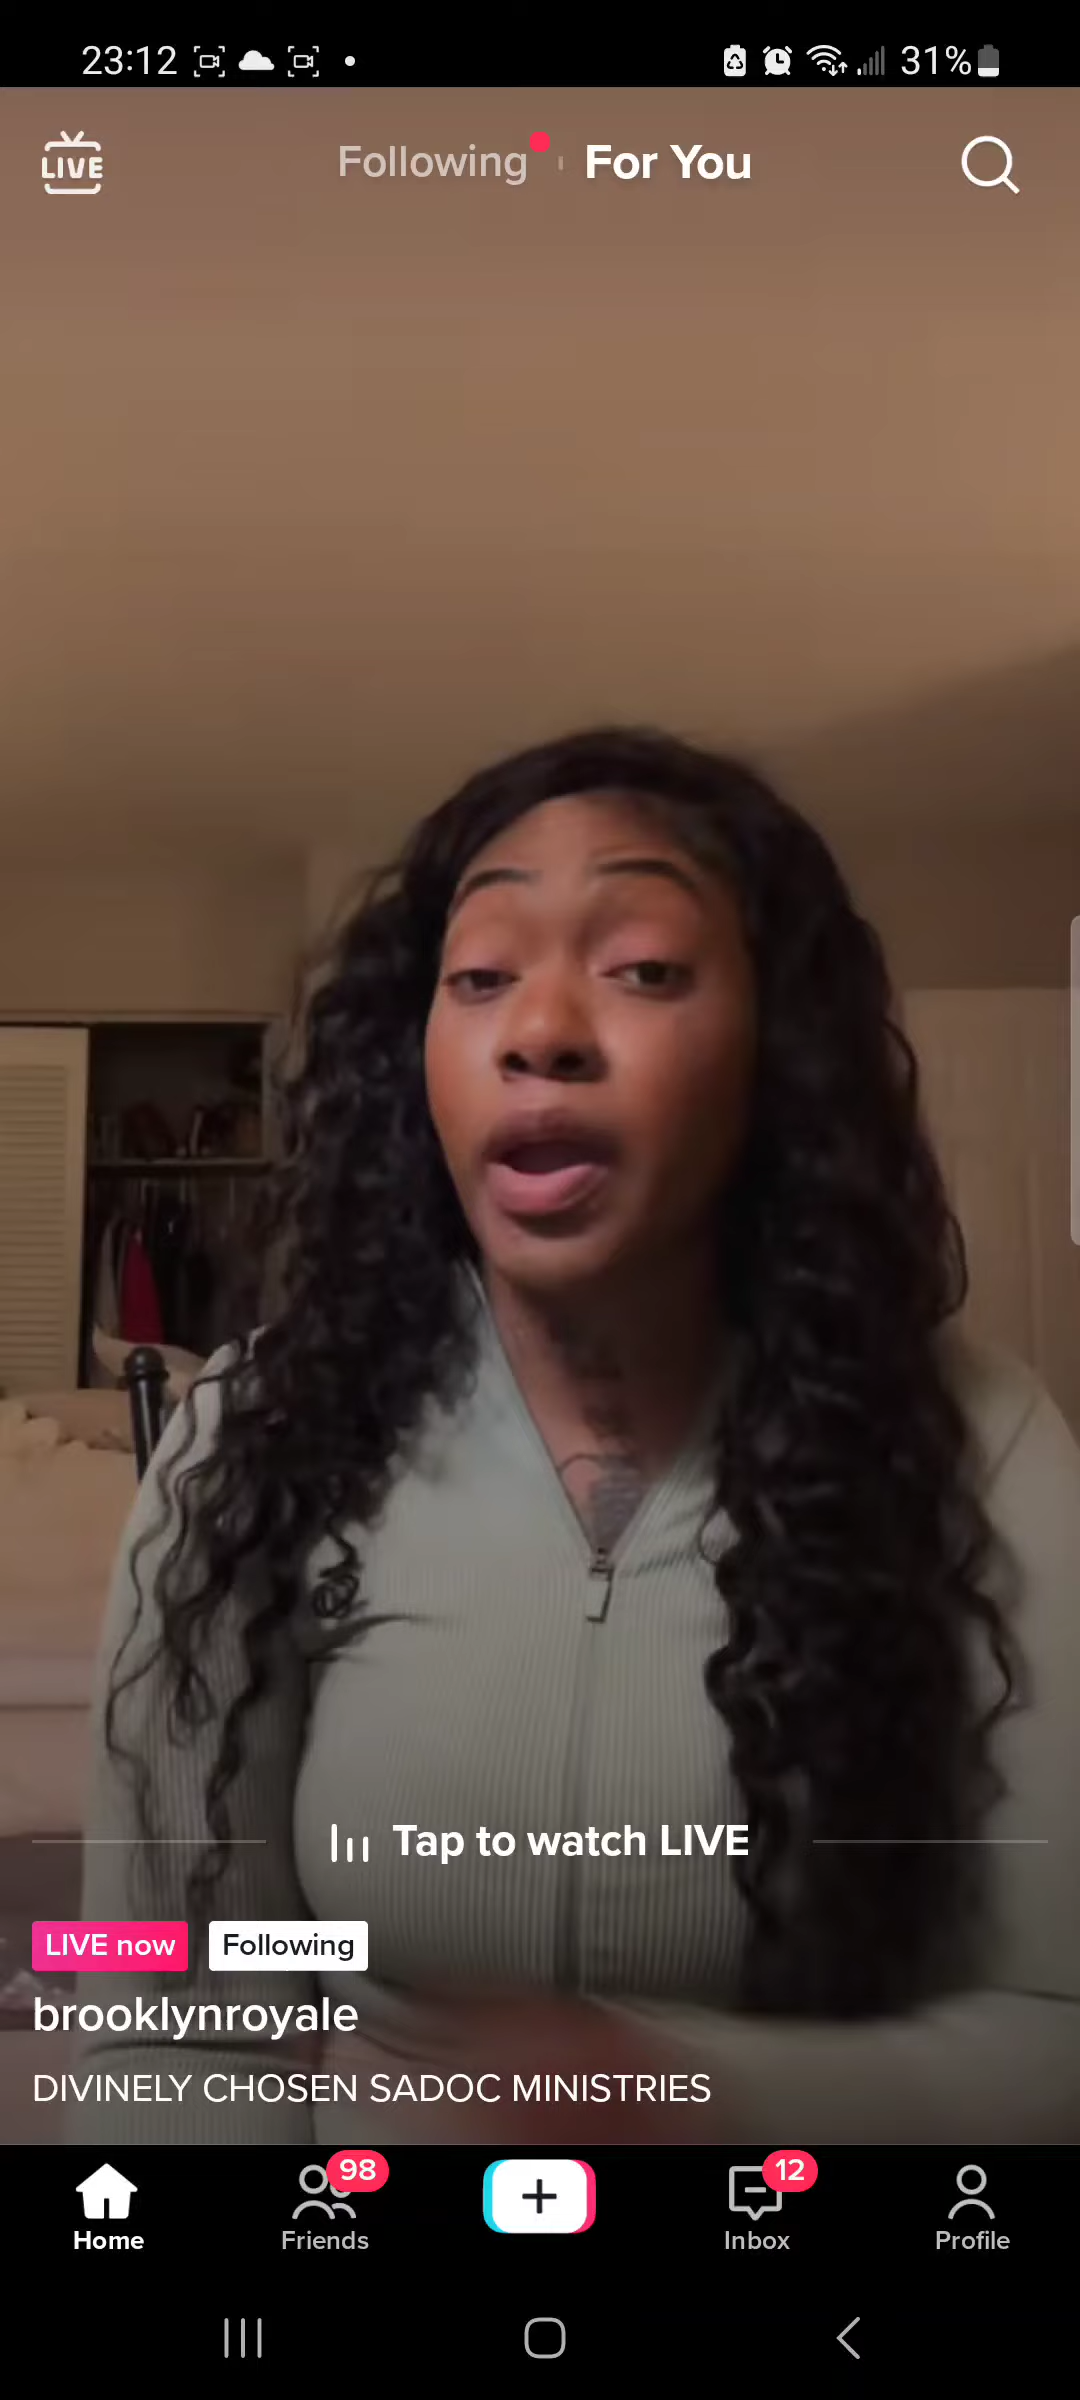 23:12
31%
LIVE
Following
For You
Tap to watch LIVE
LIVE now
Following
brooklynroyale
DIVINELY CHOSEN SADOC MINISTRIES
98
12
Home
Friends
Inbox
Profile